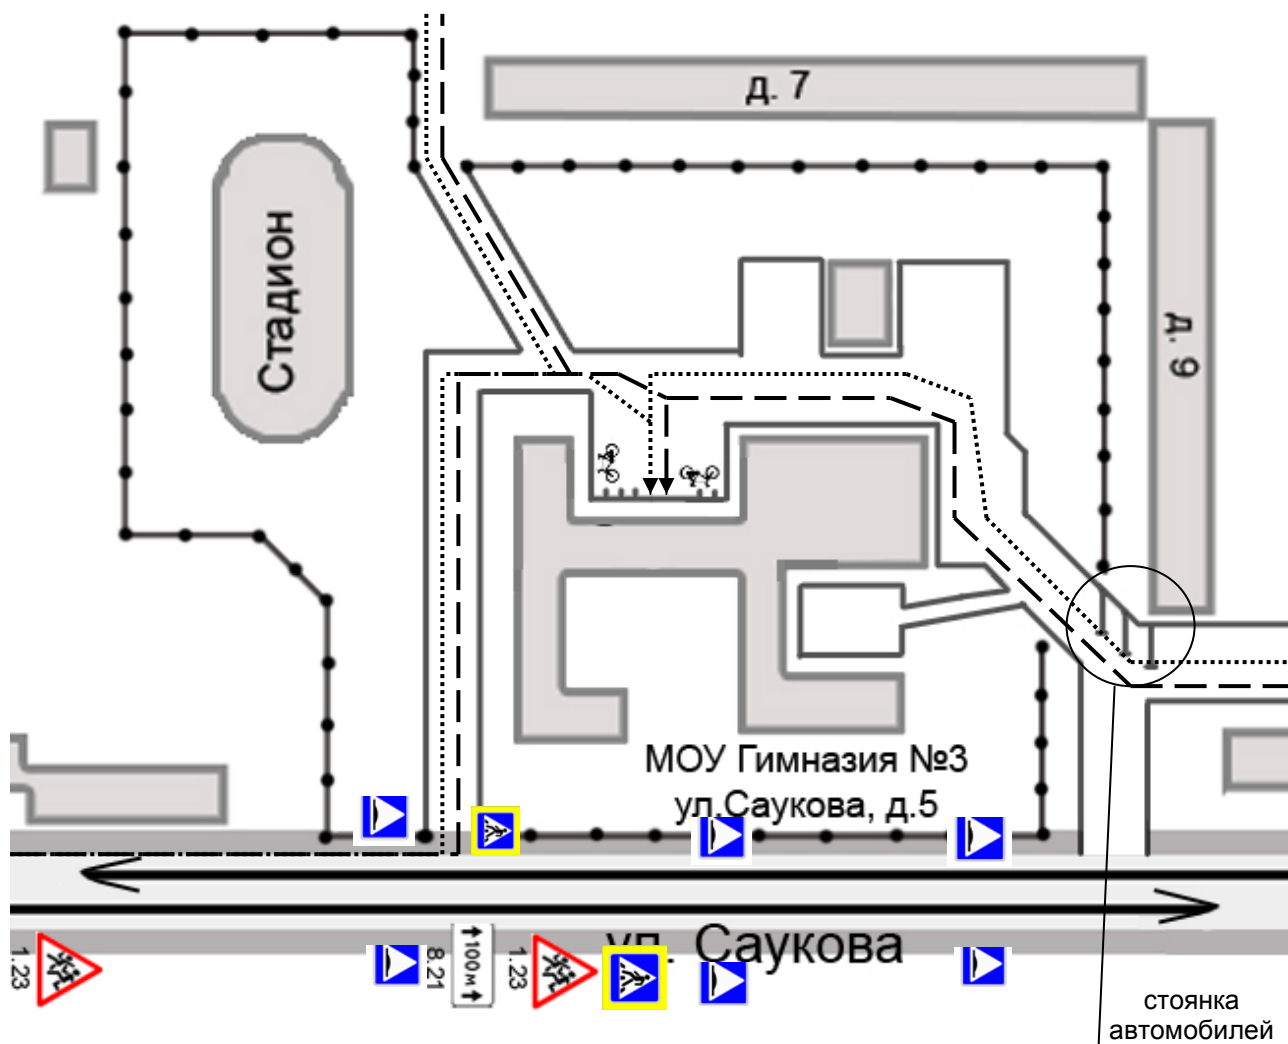 д. 7
Стадион
д. 9
МОУ Гимназия №3
ул.Саукова, д.5
ул. Саукова
1.23
8.21
100м
1.23
стоянка
автомобилей